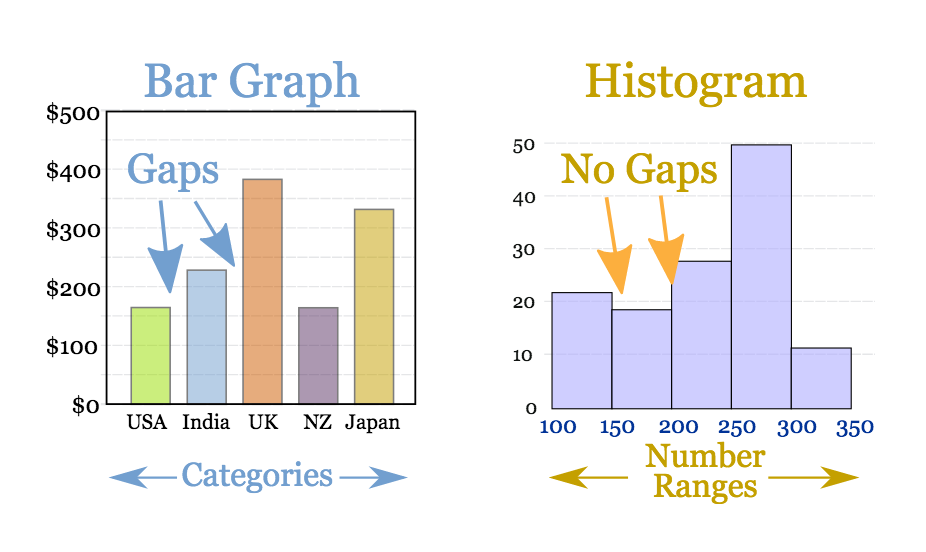 Bar Graph
$500
$400
$300
$200
$100
$0
Gaps
USA India UK NZ Japan
Categories
Histogram
50
40
30
20
10
0
No Gaps
100 150 200 250 300 350
Number
Ranges